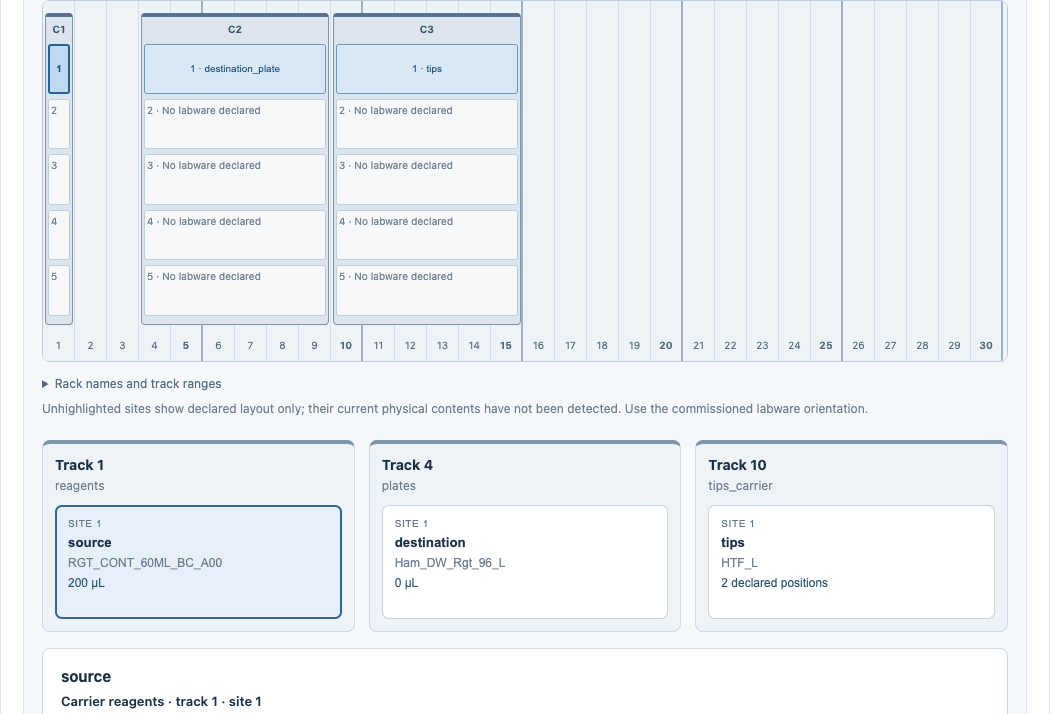 C1 C2 C3
1 1 · destination_plate 1 · tips
2 2 · No labware declared 2 · No labware declared
3 3 · No labware declared 3 · No labware declared
4 4 · No labware declared 4 · No labware declared
5 5 · No labware declared 5 · No labware declared
1 2 3 4 5 6 7 8 9 10 11 12 13 14 15 16 17 18 19 20 21 22 23 24 25 26 27 28 29 30
Rack names and track ranges
Unhighlighted sites show declared layout only; their current physical contents have not been detected. Use the commissioned labware orientation.
Track 1
reagents
SITE 1
source
RGT_CONT_60ML_BC_A00
200 µL
Track 4
plates
SITE 1
destination
Ham_DW_Rgt_96_L
0 µL
Track 10
tips_carrier
SITE 1
tips
HTF_L
2 declared positions
source
Carrier reagents · track 1 · site 1